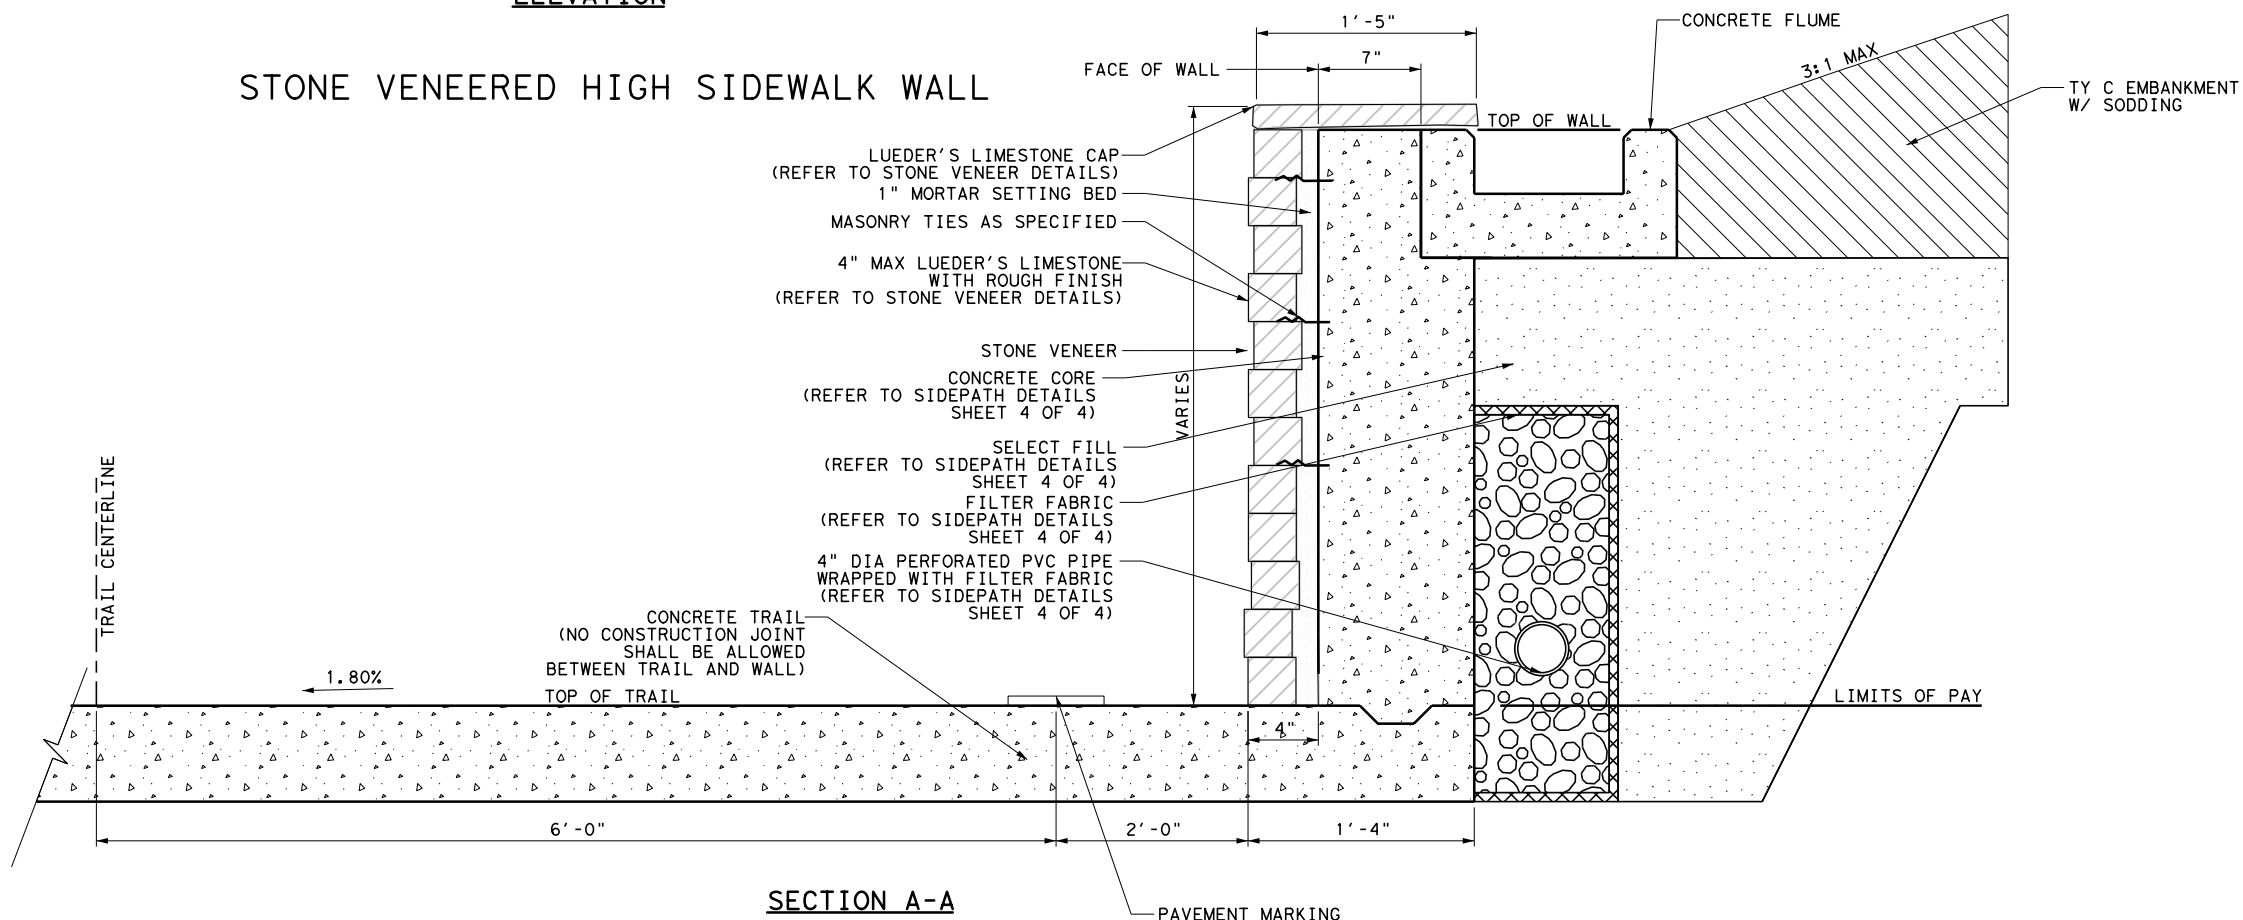 ELEVATION
STONE VENEERED HIGH SIDEWALK WALL
1'-5"
7"
FACE OF WALL
CONCRETE FLUME
3:1 MAX
TY C EMBANKMENT
W/ SODDING
TOP OF WALL
LUEDER'S LIMESTONE CAP
(REFER TO STONE VENEER DETAILS)
1" MORTAR SETTING BED
MASONRY TIES AS SPECIFIED
4" MAX LUEDER'S LIMESTONE
WITH ROUGH FINISH
(REFER TO STONE VENEER DETAILS)
STONE VENEER
CONCRETE CORE
(REFER TO SIDEPATH DETAILS
SHEET 4 OF 4)
VARIES
SELECT FILL
(REFER TO SIDEPATH DETAILS
SHEET 4 OF 4)
FILTER FABRIC
(REFER TO SIDEPATH DETAILS
SHEET 4 OF 4)
4" DIA PERFORATED PVC PIPE
WRAPPED WITH FILTER FABRIC
(REFER TO SIDEPATH DETAILS
SHEET 4 OF 4)
TRAIL CENTERLINE
CONCRETE TRAIL
(NO CONSTRUCTION JOINT
SHALL BE ALLOWED
BETWEEN TRAIL AND WALL)
1.80%
TOP OF TRAIL
LIMITS OF PAY
4"
6'-0"
2'-0"
1'-4"
SECTION A-A
PAVEMENT MARKING